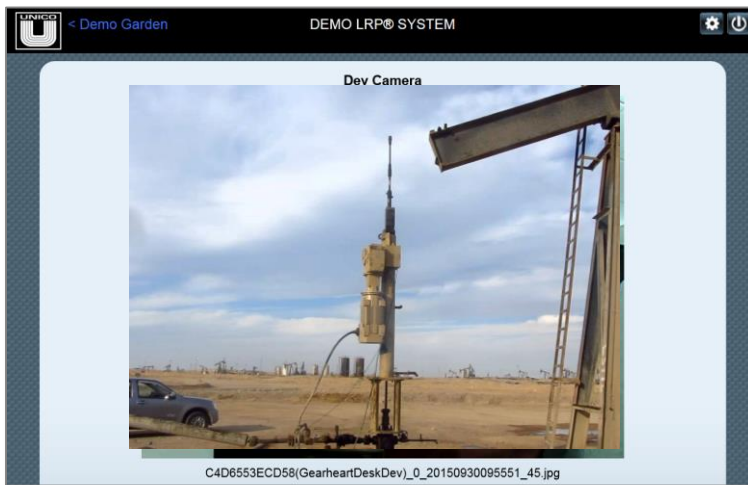 UNICO
< Demo Garden
DEMO LRP® SYSTEM
Dev Camera
C4D6553ECD58(GearheartDeskDev)_0_20150930095551_45.jpg